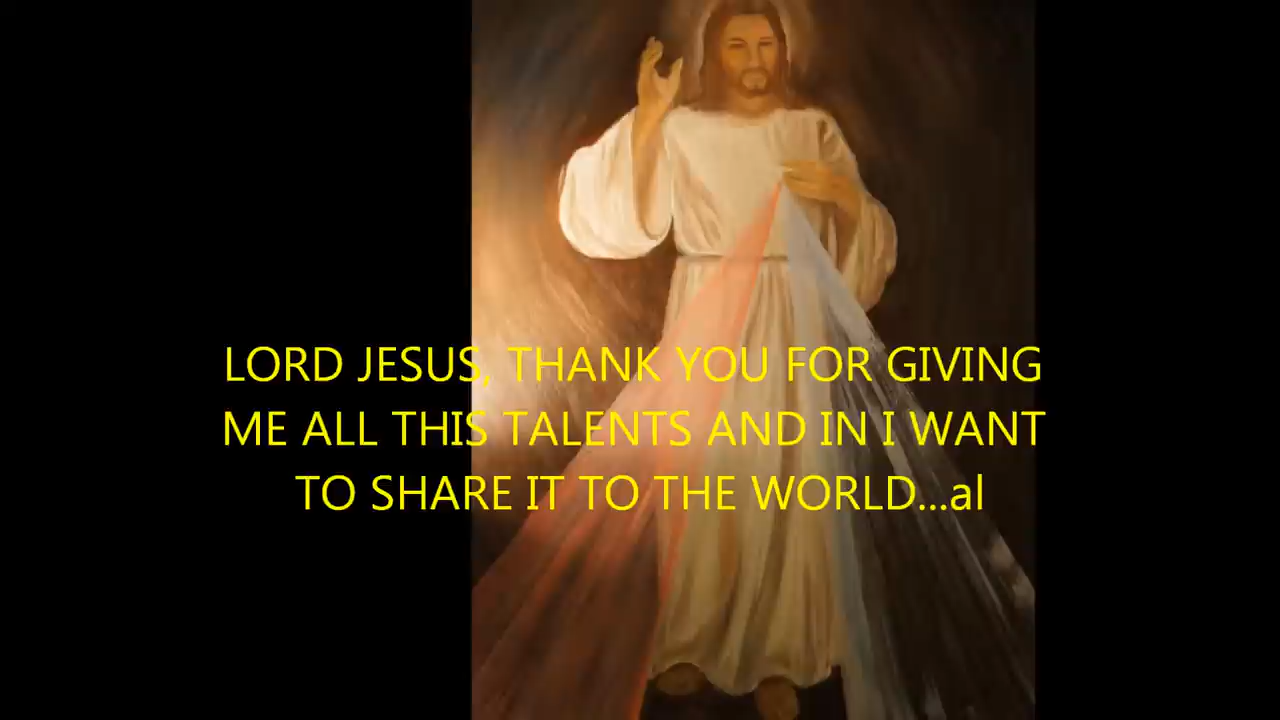 LORD JESUS, THANK YOU FOR GIVING
ME ALL THIS TALENTS AND IN I WANT
TO SHARE IT TO THE WORLD...al